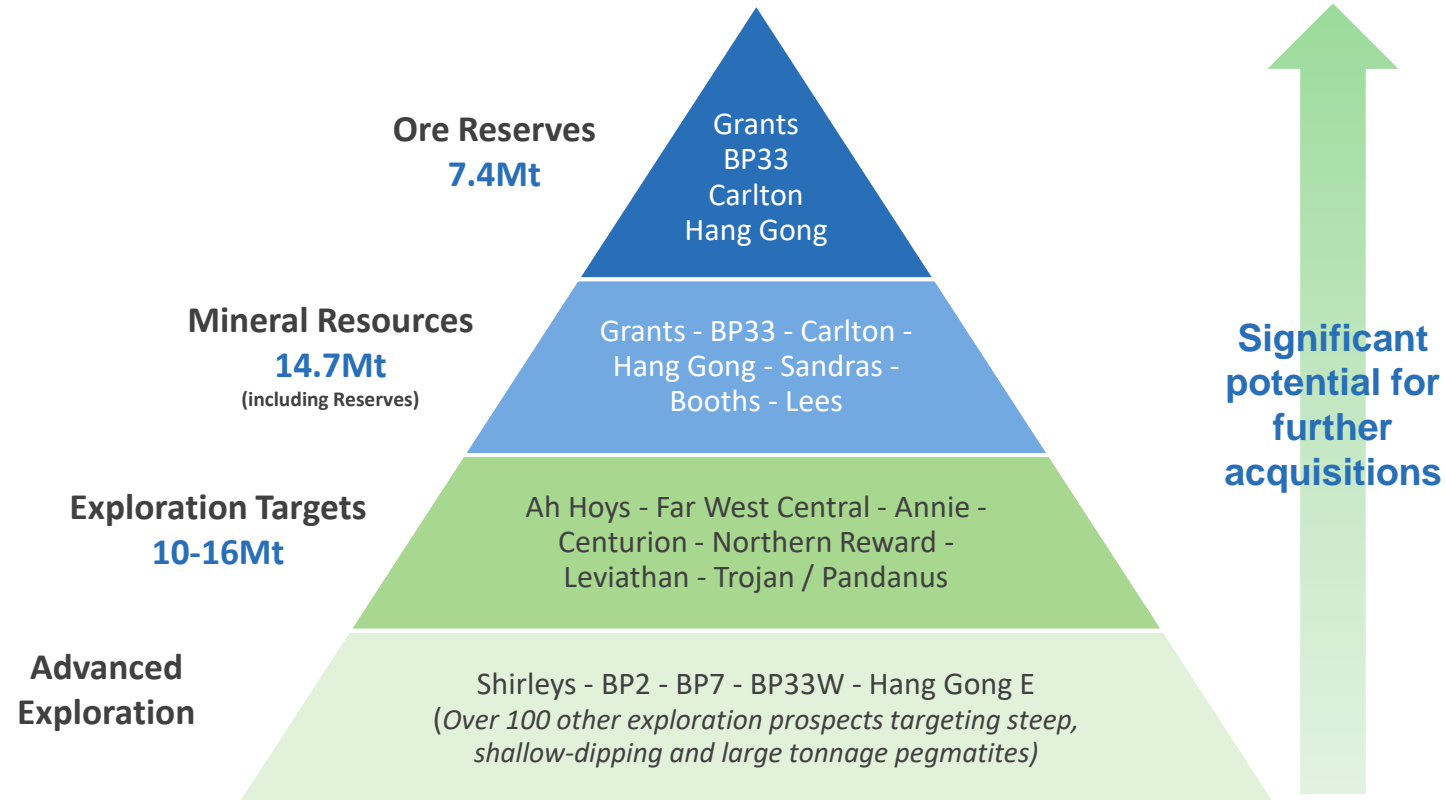 Ore Reserves
7.4Mt
Grants
BP33
Carlton
Hang Gong
Mineral Resources
14.7Mt
(including Reserves)
Grants - BP33 - Carlton -
Hang Gong - Sandras -
Booths - Lees
Exploration Targets
10-16Mt
Ah Hoys - Far West Central - Annie -
Centurion - Northern Reward -
Leviathan - Trojan / Pandanus
Advanced
Exploration
Shirleys - BP2 - BP7 - BP33W - Hang Gong E
(Over 100 other exploration prospects targeting steep,
shallow-dipping and large tonnage pegmatites)
Significant
potential for
further
acquisitions